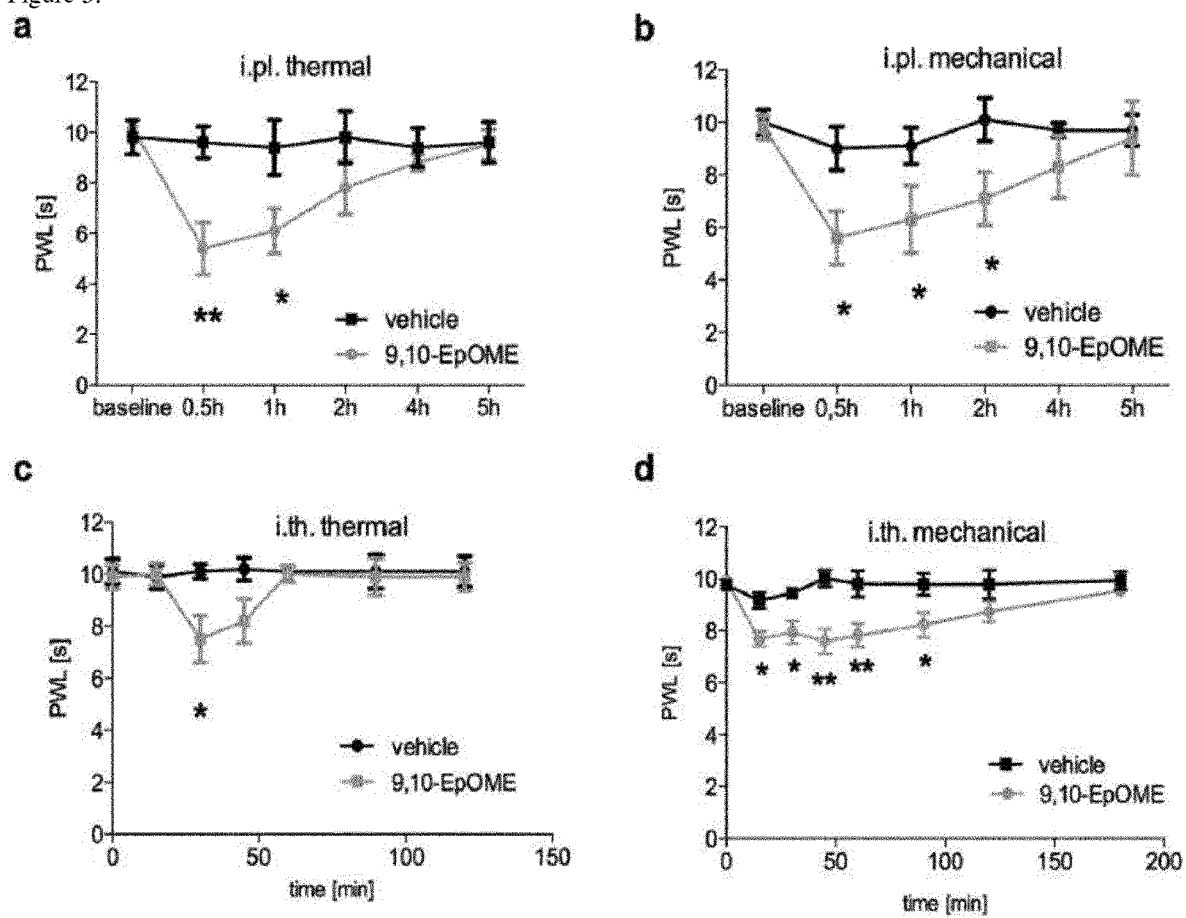 a
i.pl. thermal
12
10
8
6
4
2
0
PWL [s]
** *
vehicle
9,10-EpOME
baseline 0.5h 1h 2h 4h 5h
b
i.pl. mechanical
12
10
8
6
4
2
0
PWL [s]
* * *
vehicle
9,10-EpOME
baseline 0,5h 1h 2h 4h 5h
c
i.th. thermal
12
10
8
6
4
2
0
PWL [s]
*
vehicle
9,10-EpOME
0 50 100 150
time [min]
d
i.th. mechanical
12
10
8
6
4
2
0
PWL [s]
* * ** ** *
vehicle
9,10-EpOME
0 50 100 150 200
time [min]